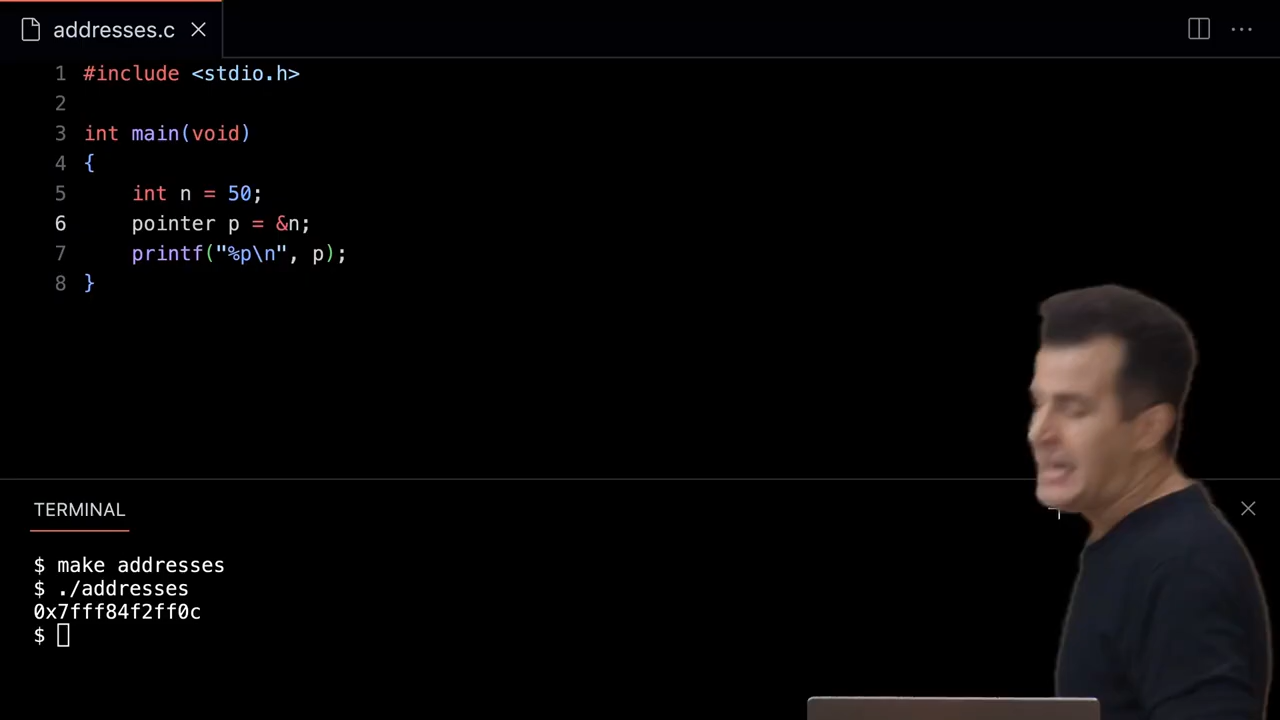 addresses.c
1 #include <stdio.h>
2
3 int main(void)
4 {
5     int n = 50;
6     pointer p = &n;
7     printf("%p\n", p);
8 }
TERMINAL
$ make addresses
$ ./addresses
0x7fff84f2ff0c
$